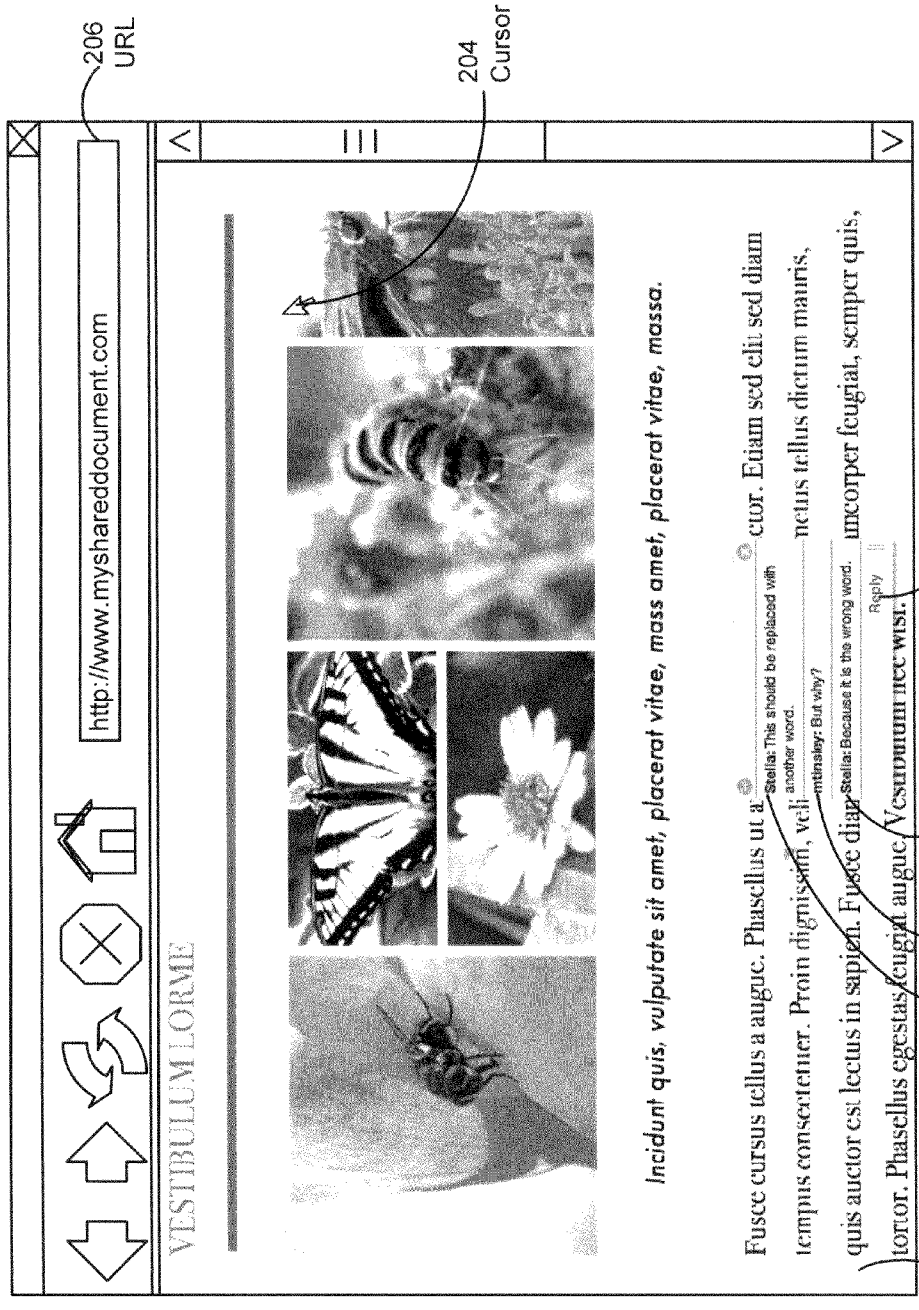 206
URL
http://www.myshareddocument.com
204
Cursor
VESTIBULUM LORME
Incidunt quis, vulputate sit amet, placerat vitae, mass amet, placerat vitae, massa.
Fusce cursus tellus a augue. Phasellus ut a ctor. Etiam sed elit sed diam
tempus consectetuer. Proin dignissim, veli netus tellus dictum mauris,
quis auctor est lectus in sapien. Fusce diam umcorper feugiat, semper quis,
tortor. Phasellus egestas feugiat augue. Vestibulum nec wisi.
Stella: This should be replaced with
another word.
mtinsley: But why?
Stella: Because it is the wrong word.
Reply